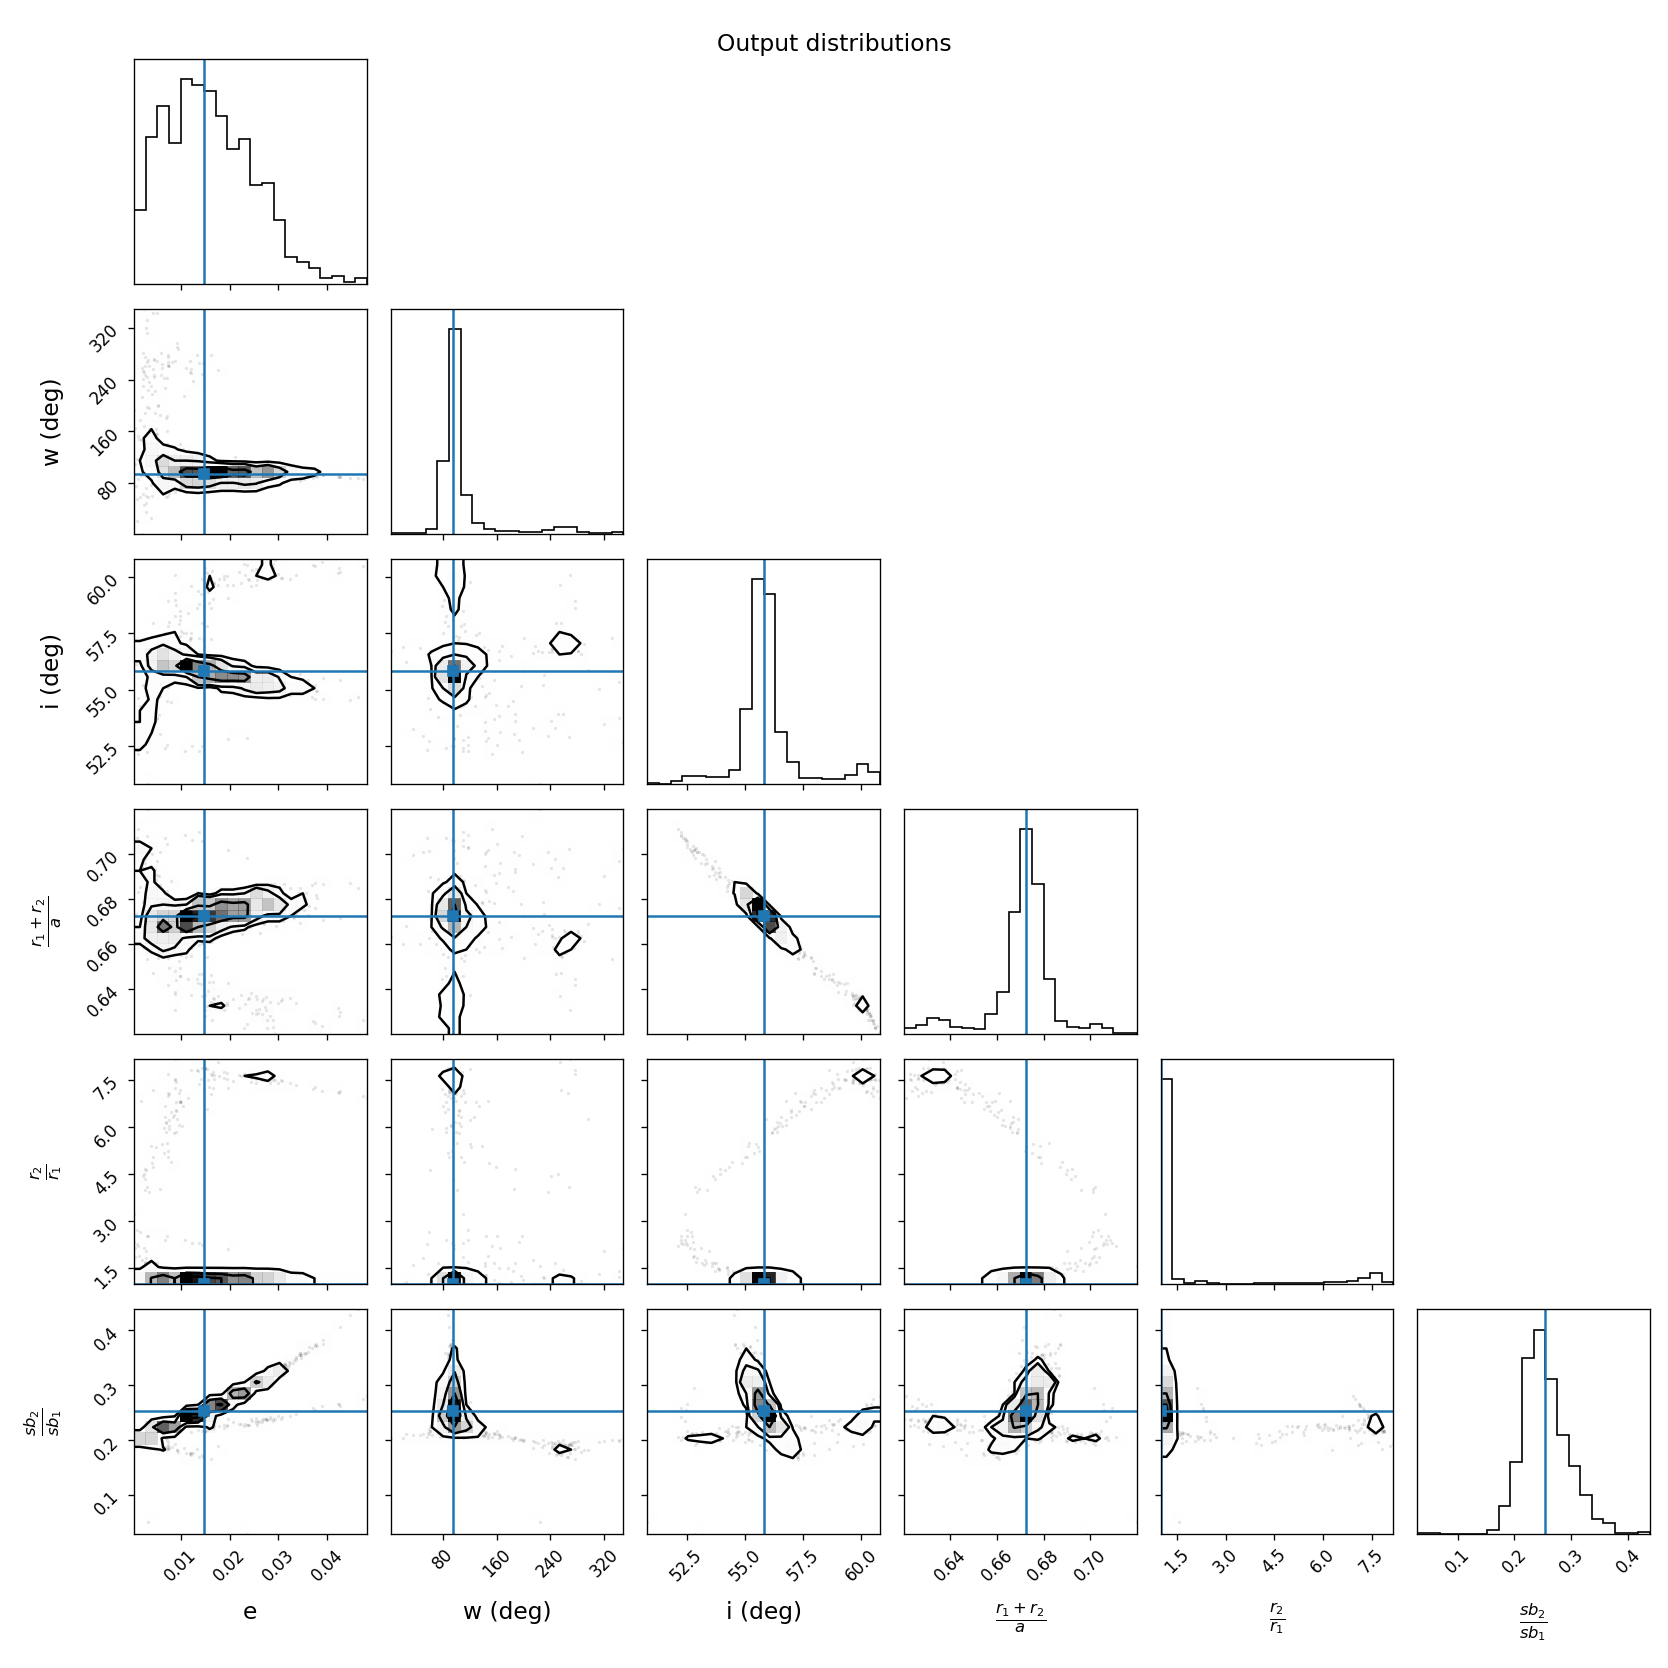 Output distributions
w (deg)
320
240
160
80
i (deg)
60.0
57.5
55.0
52.5
r₁ + r₂
a
0.70
0.68
0.66
0.64
r₂
r₁
7.5
6.0
4.5
3.0
1.5
sb₂
sb₁
0.4
0.3
0.2
0.1
0.01 0.02 0.03 0.04 80 160 240 320 52.5 55.0 57.5 60.0 0.64 0.66 0.68 0.70 1.5 3.0 4.5 6.0 7.5 0.1 0.2 0.3 0.4
e
w (deg)
i (deg)
r₁ + r₂
a
r₂
r₁
sb₂
sb₁